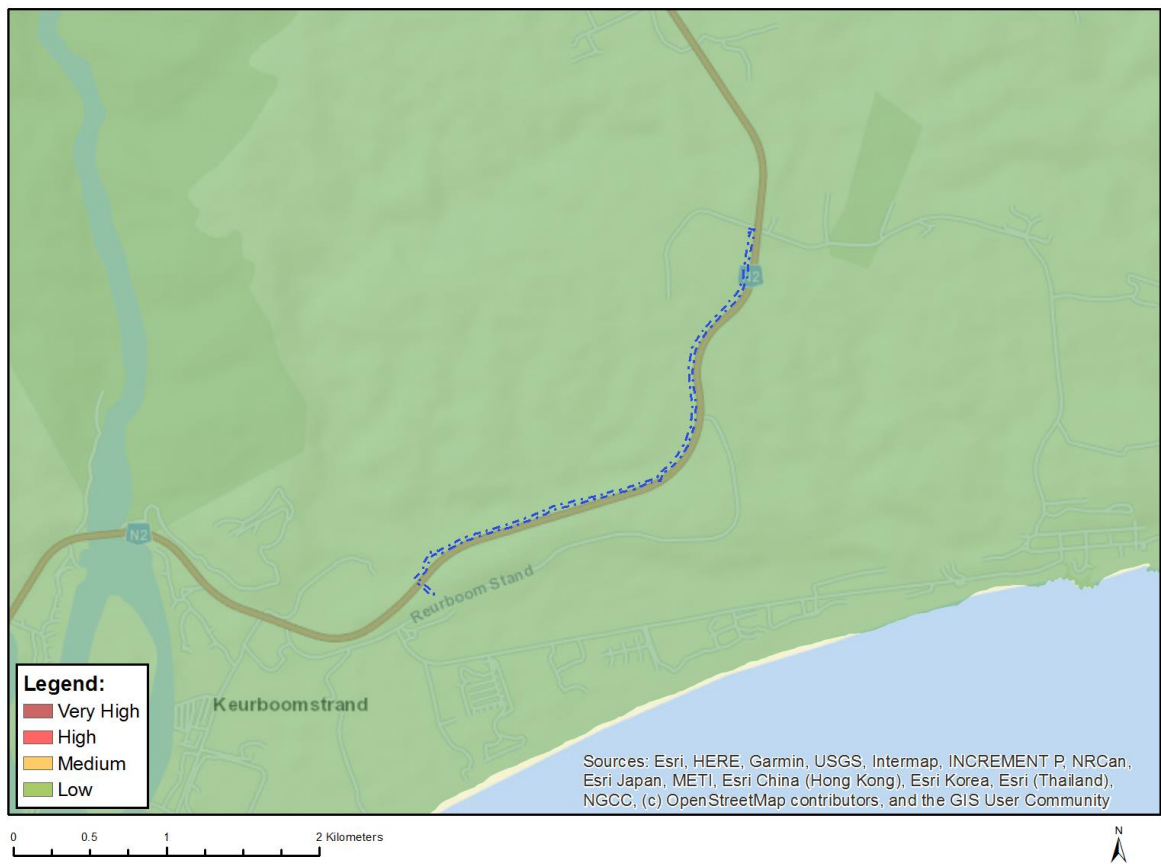 N2
N2
Reurboom Stand
Keurboomstrand
Legend:
Very High
High
Medium
Low
Sources: Esri, HERE, Garmin, USGS, Intermap, INCREMENT P, NRCan,
Esri Japan, METI, Esri China (Hong Kong), Esri Korea, Esri (Thailand),
NGCC, (c) OpenStreetMap contributors, and the GIS User Community
0 0.5 1 2 Kilometers
N